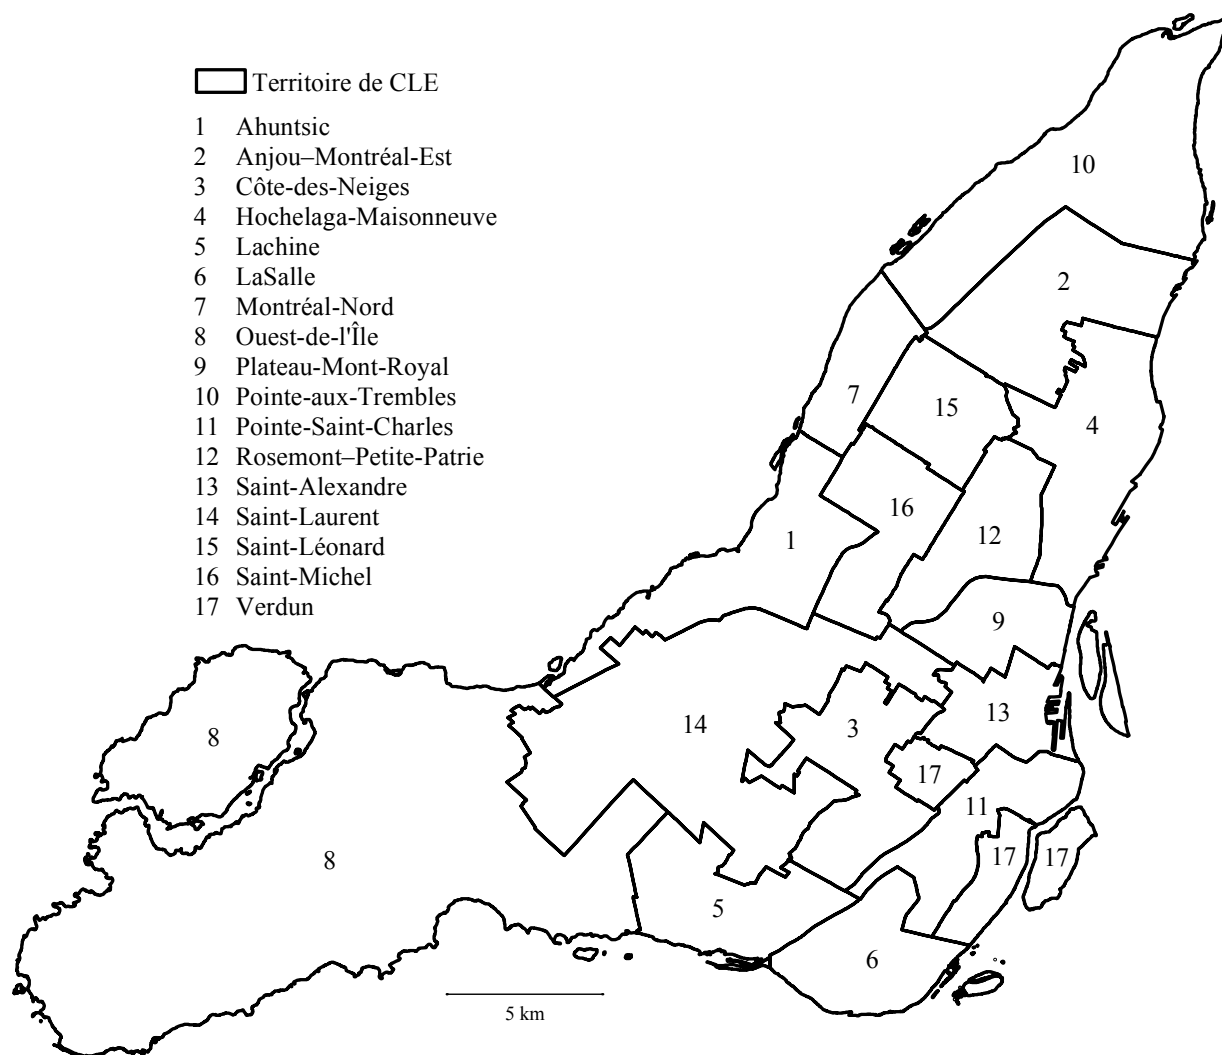 Territoire de CLE
1 Ahuntsic
2 Anjou–Montréal-Est
3 Côte-des-Neiges
4 Hochelaga-Maisonneuve
5 Lachine
6 LaSalle
7 Montréal-Nord
8 Ouest-de-l'Île
9 Plateau-Mont-Royal
10 Pointe-aux-Trembles
11 Pointe-Saint-Charles
12 Rosemont–Petite-Patrie
13 Saint-Alexandre
14 Saint-Laurent
15 Saint-Léonard
16 Saint-Michel
17 Verdun
10
2
7
15
4
16
12
1
9
14
3
13
8
17
11
8
17
17
5
6
5 km